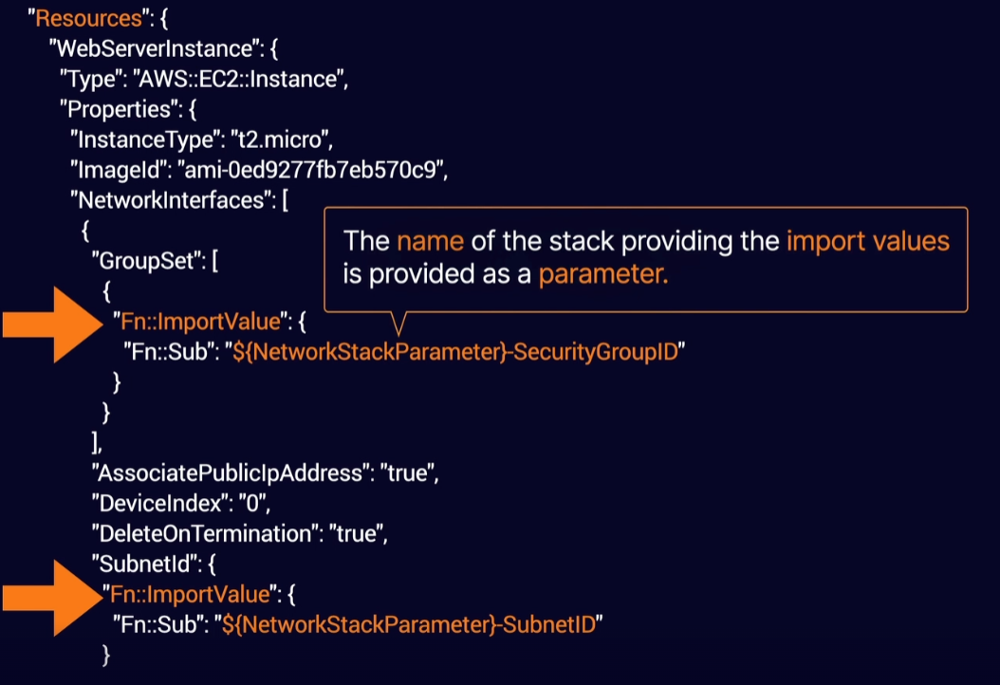 "Resources": {
"WebServerInstance": {
"Type": "AWS::EC2::Instance",
"Properties": {
"InstanceType": "t2.micro",
"ImageId": "ami-0ed9277fb7eb570c9",
"NetworkInterfaces": [
{
"GroupSet": [
{
"Fn::ImportValue": {
"Fn::Sub": "${NetworkStackParameter}-SecurityGroupID"
}
}
],
"AssociatePublicIpAddress": "true",
"DeviceIndex": "0",
"DeleteOnTermination": "true",
"SubnetId": {
"Fn::ImportValue": {
"Fn::Sub": "${NetworkStackParameter}-SubnetID"
}
The name of the stack providing the import values
is provided as a parameter.